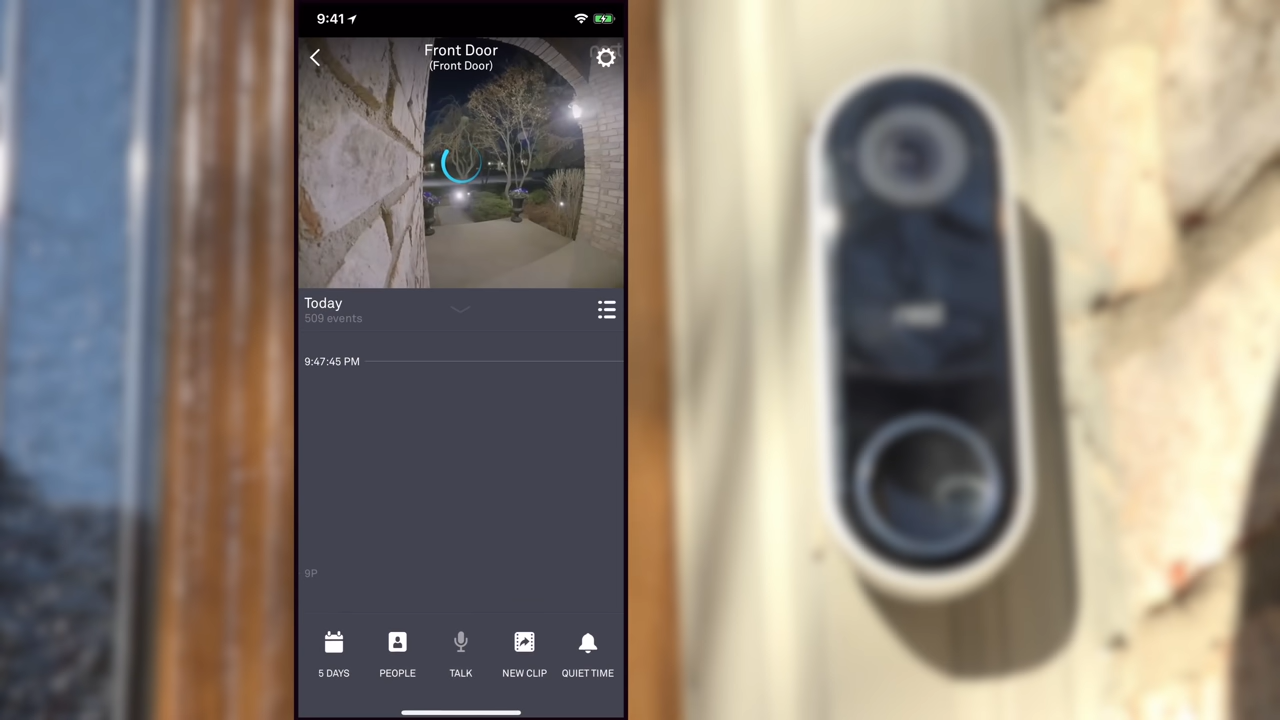 9:41
Front Door
(Front Door)
Today
509 events
9:47:45 PM
9P
5 DAYS
PEOPLE
TALK
NEW CLIP
QUIET TIME